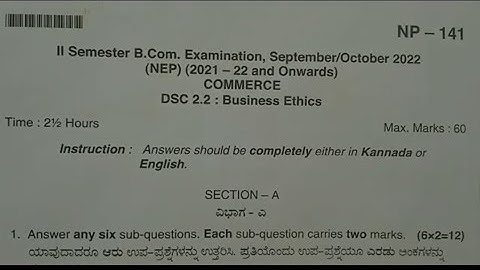 NP – 141
II Semester B.Com. Examination, September/October 2022
(NEP) (2021 – 22 and Onwards)
COMMERCE
DSC 2.2 : Business Ethics
Time : 2½ Hours Max. Marks : 60
Instruction : Answers should be completely either in Kannada or
English.
SECTION – A
ವಿಭಾಗ – ಎ
1. Answer any six sub-questions. Each sub-question carries two marks. (6×2=12)
ಯಾವುದಾದರೂ ಆರು ಉಪ-ಪ್ರಶ್ನೆಗಳನ್ನು ಉತ್ತರಿಸಿ. ಪ್ರತಿಯೊಂದು ಉಪ-ಪ್ರಶ್ನೆಯೂ ಎರಡು ಅಂಕಗಳನ್ನು